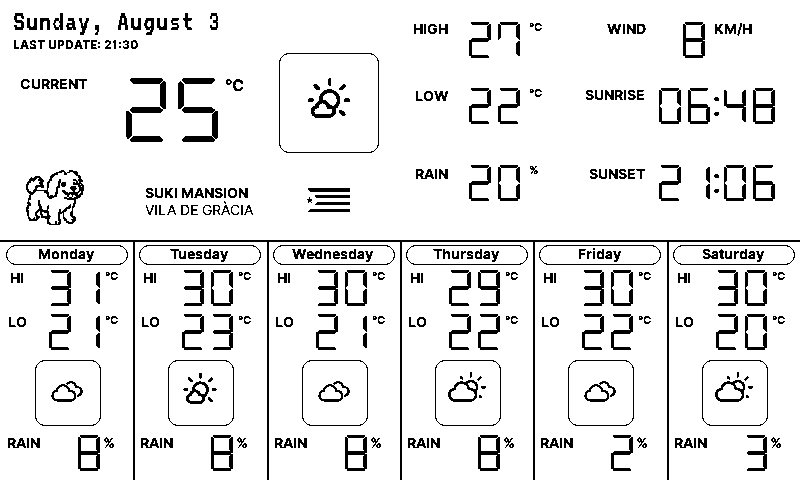 Sunday, August 3
LAST UPDATE: 21:30
CURRENT 25 °C
HIGH 27 °C
LOW 22 °C
RAIN 20 %
WIND 8 KM/H
SUNRISE 06:48
SUNSET 21:06
SUKI MANSION
VILA DE GRÀCIA
Monday
HI 31 °C
LO 21 °C
RAIN 8 %
Tuesday
HI 30 °C
LO 23 °C
RAIN 8 %
Wednesday
HI 30 °C
LO 21 °C
RAIN 8 %
Thursday
HI 29 °C
LO 22 °C
RAIN 8 %
Friday
HI 30 °C
LO 22 °C
RAIN 2 %
Saturday
HI 30 °C
LO 20 °C
RAIN 3 %